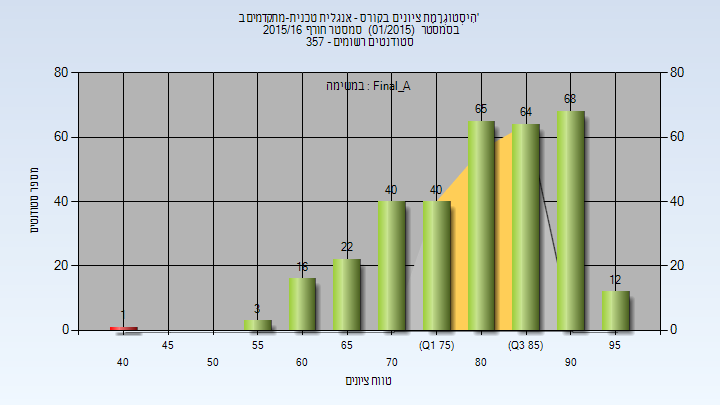 הִיסְטוֹגְרָמַת ציונים בקורס - אנגלית טכנית-מתקדמים ב'
בסמסטר (01/2015) סמסטר חורף 2015/16
סטודנטים רשומים - 357
במשימה : Final_A
80 80
60 60
40 40
20 20
0 0
מספר סטודנטים
1 3 16 22 40 40 65 64 68 12
45 55 65 (Q1 75) (Q3 85) 95
40 50 60 70 80 90
טווח ציונים